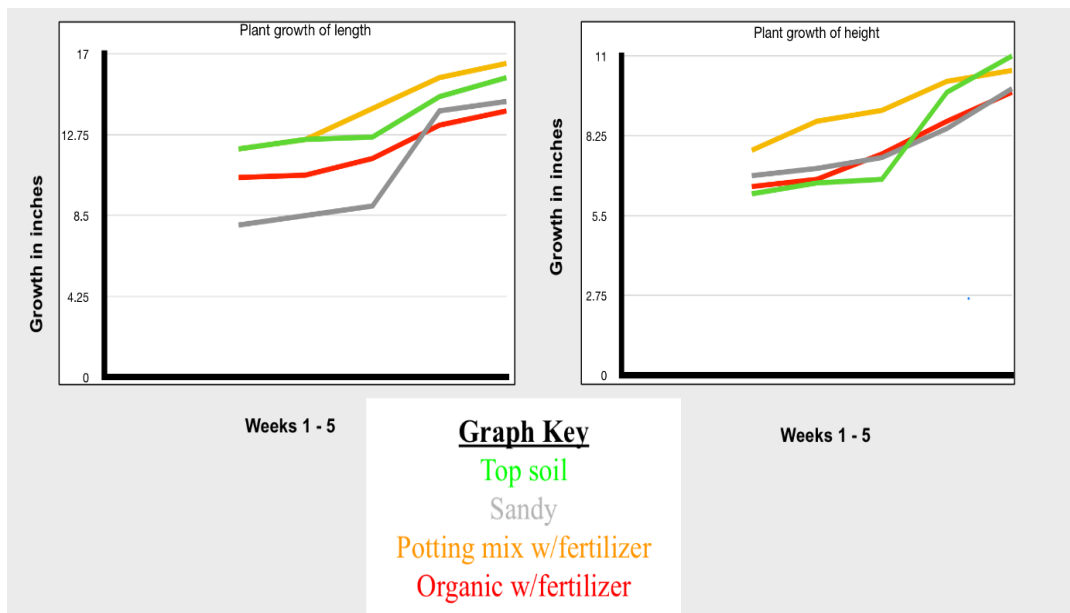 Plant growth of length
17
12.75
8.5
4.25
0
Growth in inches
Weeks 1 - 5
Plant growth of height
11
8.25
5.5
2.75
0
Growth in inches
Weeks 1 - 5
Graph Key
Top soil
Sandy
Potting mix w/fertilizer
Organic w/fertilizer